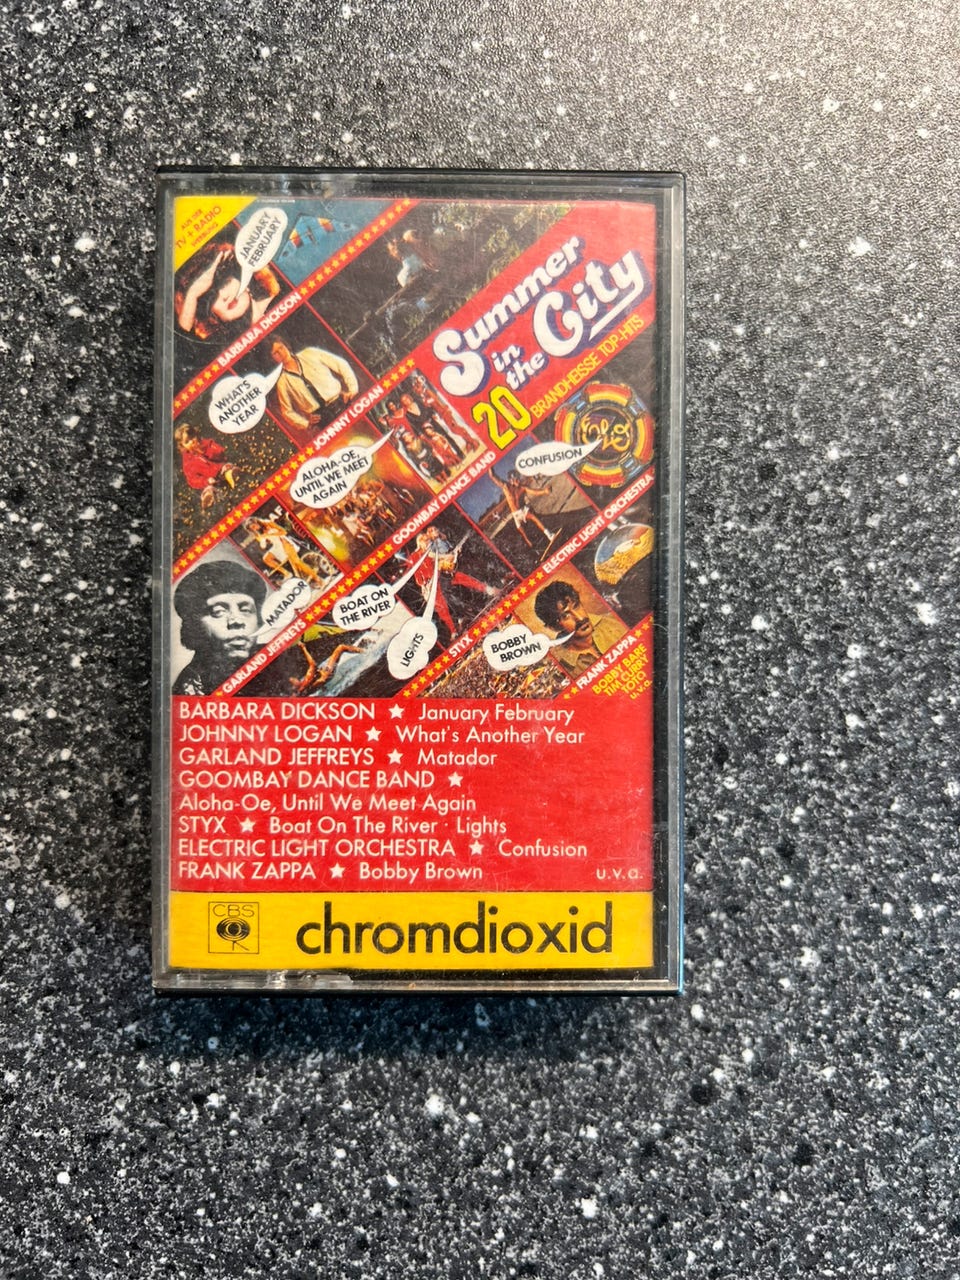 AUS DER
TV + RADIO
WERBUNG
JANUARY
FEBRUARY
BARBARA DICKSON
Summer
in
the
City
20
BRANDHEISSE TOP-HITS
WHAT'S
ANOTHER
YEAR
JOHNNY LOGAN
ALOHA-OE,
UNTIL WE MEET
AGAIN
GOOMBAY DANCE BAND
CONFUSION
ELO
ELECTRIC LIGHT ORCHESTRA
MATADOR
GARLAND JEFFREYS
BOAT ON
THE RIVER
LIGHTS
STYX
BOBBY
BROWN
FRANK ZAPPA
BOBBY BARE
TIM CURRY
TOTO
u.v.a.
BARBARA DICKSON ★ January February
JOHNNY LOGAN ★ What's Another Year
GARLAND JEFFREYS ★ Matador
GOOMBAY DANCE BAND ★
Aloha-Oe, Until We Meet Again
STYX ★ Boat On The River · Lights
ELECTRIC LIGHT ORCHESTRA ★ Confusion
FRANK ZAPPA ★ Bobby Brown u.v.a.
CBS
chromdioxid